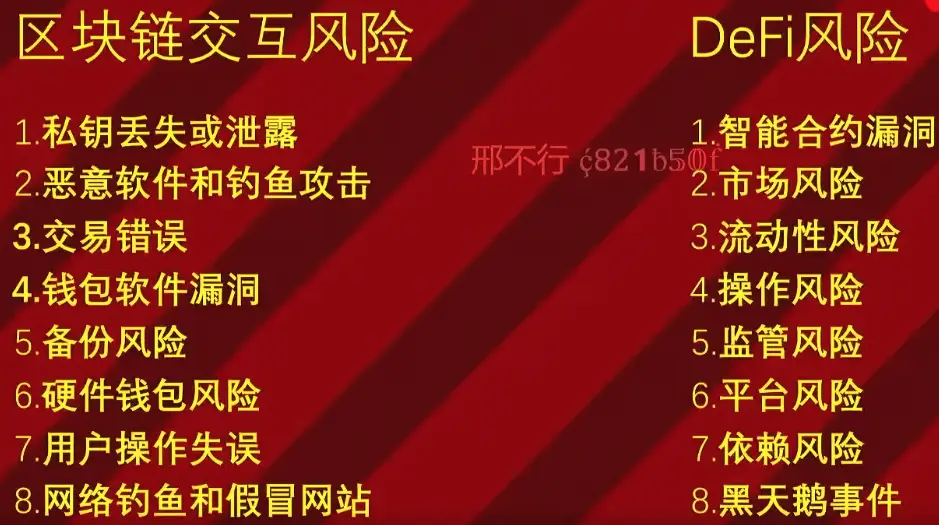 区块链交互风险
1.私钥丢失或泄露
2.恶意软件和钓鱼攻击
3.交易错误
4.钱包软件漏洞
5.备份风险
6.硬件钱包风险
7.用户操作失误
8.网络钓鱼和假冒网站
邢不行
DeFi风险
1.智能合约漏洞
2.市场风险
3.流动性风险
4.操作风险
5.监管风险
6.平台风险
7.依赖风险
8.黑天鹅事件